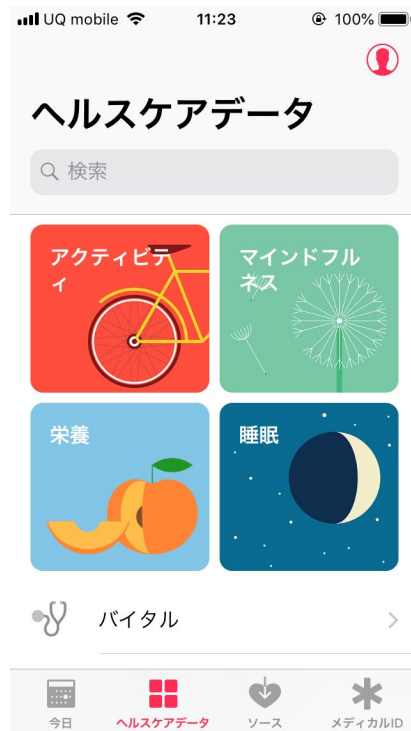 UQ mobile 11:23 100%
ヘルスケアデータ
検索
アクティビテ
ィ
マインドフル
ネス
栄養
睡眠
バイタル
今日 ヘルスケアデータ ソース メディカルID